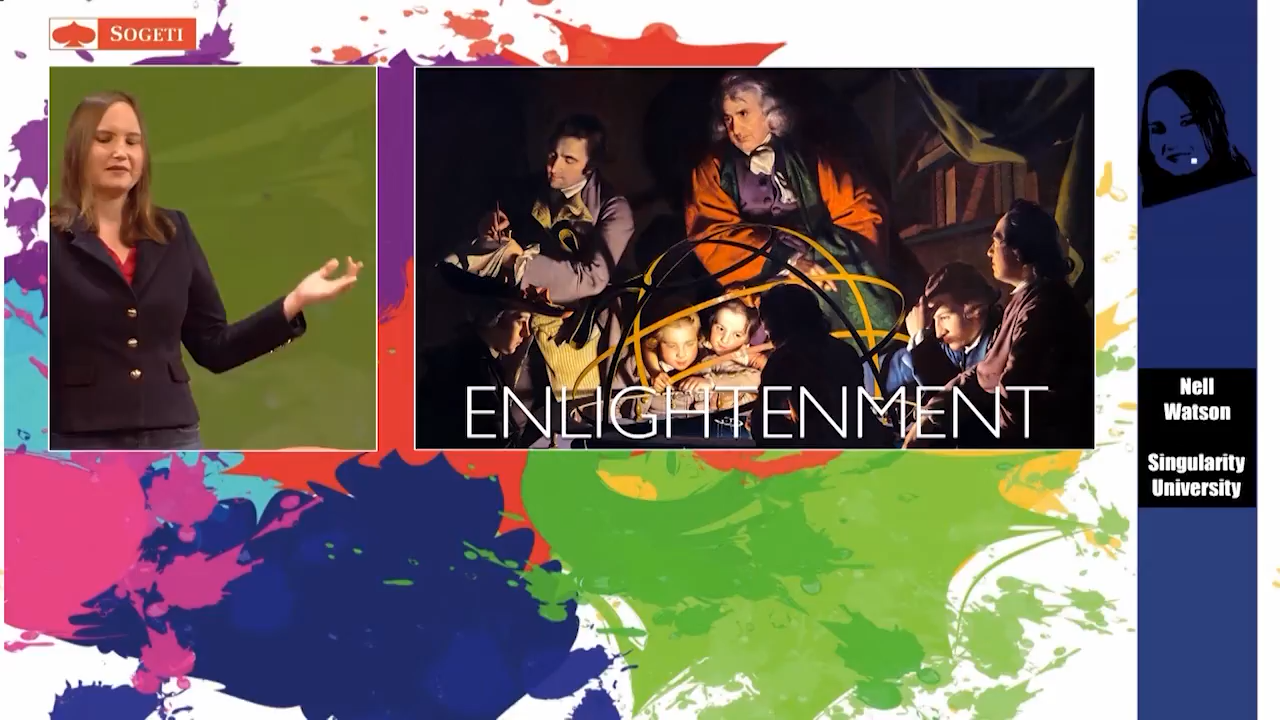 SOGETI
ENLIGHTENMENT
Nell
Watson
Singularity
University